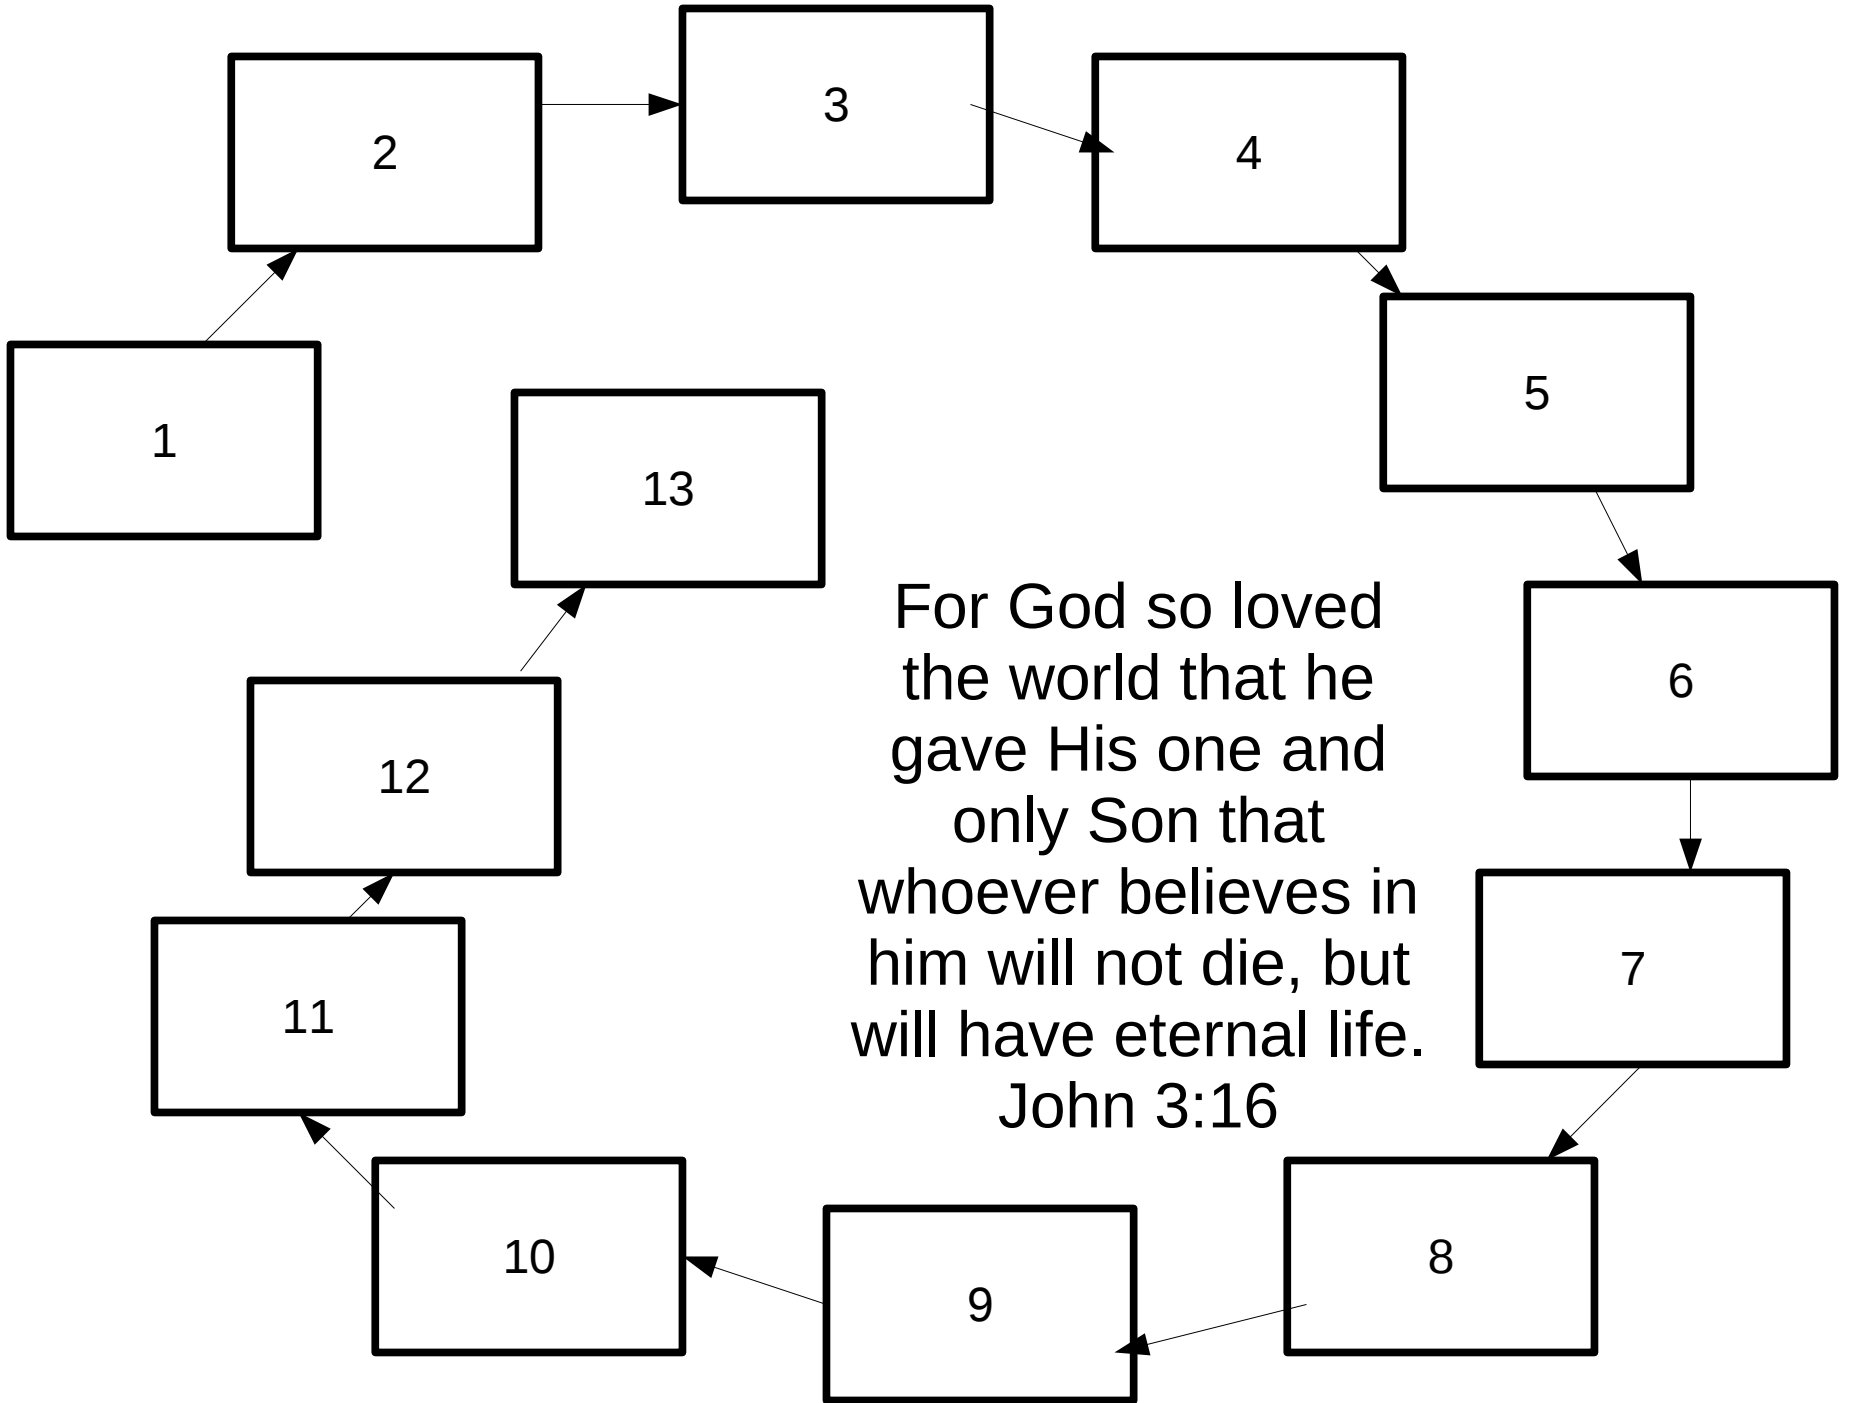 1
2
3
4
5
6
7
8
9
10
11
12
13
For God so loved
the world that he
gave His one and
only Son that
whoever believes in
him will not die, but
will have eternal life.
John 3:16